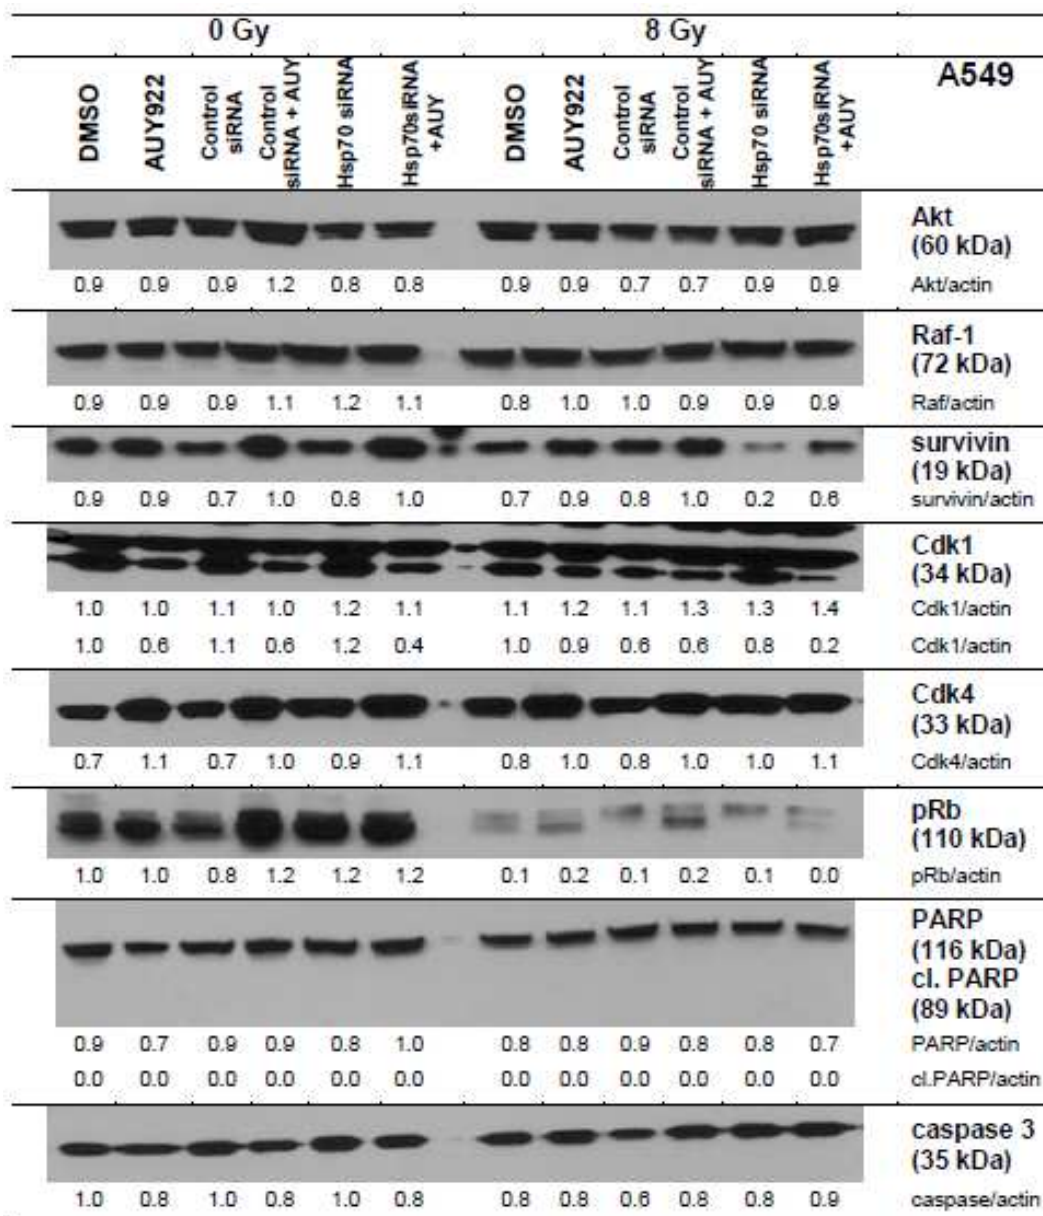 0 Gy 8 Gy
A549
DMSO
AUY922
Control
siRNA
Control
siRNA + AUY
Hsp70 siRNA
Hsp70siRNA
+AUY
DMSO
AUY922
Control
siRNA
Control
siRNA + AUY
Hsp70 siRNA
Hsp70siRNA
+AUY
Akt
(60 kDa)
0.9 0.9 0.9 1.2 0.8 0.8 0.9 0.9 0.7 0.7 0.9 0.9 Akt/actin
Raf-1
(72 kDa)
0.9 0.9 0.9 1.1 1.2 1.1 0.8 1.0 1.0 0.9 0.9 0.9 Raf/actin
survivin
(19 kDa)
0.9 0.9 0.7 1.0 0.8 1.0 0.7 0.9 0.8 1.0 0.2 0.6 survivin/actin
Cdk1
(34 kDa)
1.0 1.0 1.1 1.0 1.2 1.1 1.1 1.2 1.1 1.3 1.3 1.4 Cdk1/actin
1.0 0.6 1.1 0.6 1.2 0.4 1.0 0.9 0.6 0.6 0.8 0.2 Cdk1/actin
Cdk4
(33 kDa)
0.7 1.1 0.7 1.0 0.9 1.1 0.8 1.0 0.8 1.0 1.0 1.1 Cdk4/actin
pRb
(110 kDa)
1.0 1.0 0.8 1.2 1.2 1.2 0.1 0.2 0.1 0.2 0.1 0.0 pRb/actin
PARP
(116 kDa)
cl. PARP
(89 kDa)
0.9 0.7 0.9 0.9 0.8 1.0 0.8 0.8 0.9 0.8 0.8 0.7 PARP/actin
0.0 0.0 0.0 0.0 0.0 0.0 0.0 0.0 0.0 0.0 0.0 0.0 cl.PARP/actin
caspase 3
(35 kDa)
1.0 0.8 1.0 0.8 1.0 0.8 0.8 0.8 0.6 0.8 0.8 0.9 caspase/actin